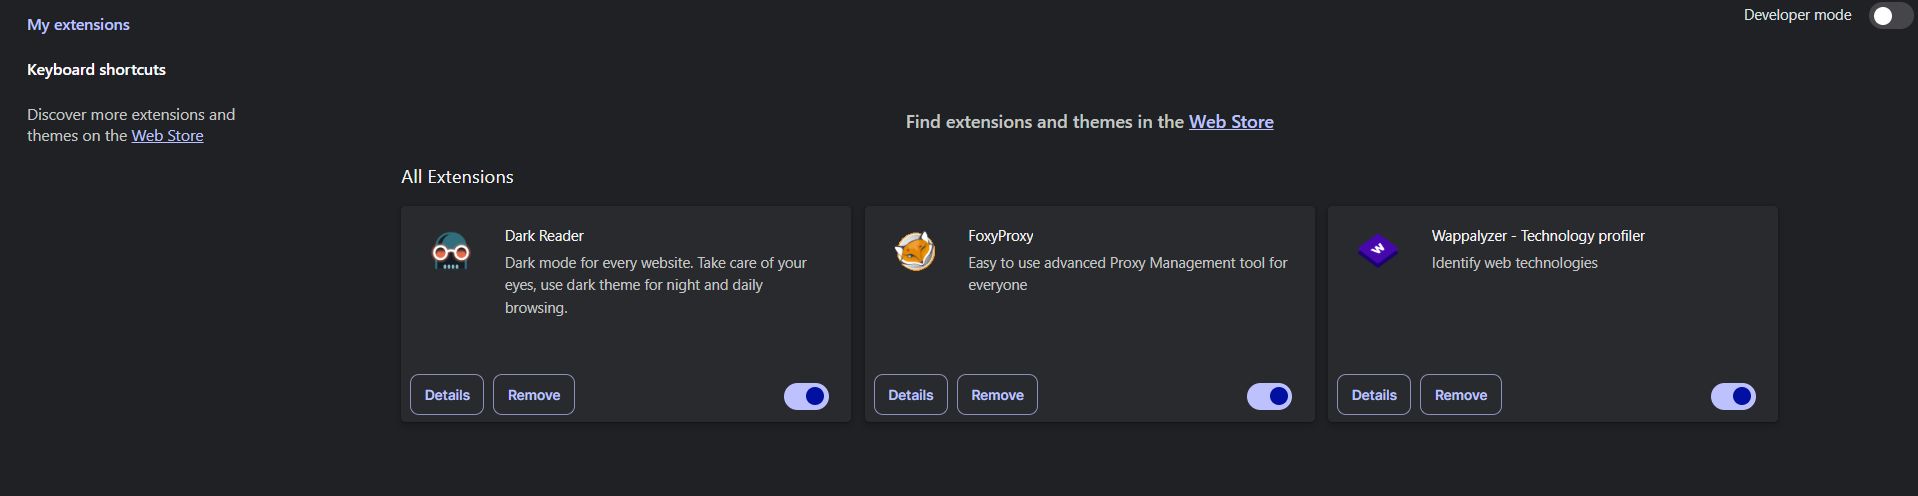 My extensions
Developer mode
Keyboard shortcuts
Discover more extensions and
themes on the Web Store
Find extensions and themes in the Web Store
All Extensions
Dark Reader
Dark mode for every website. Take care of your
eyes, use dark theme for night and daily
browsing.
Details
Remove
FoxyProxy
Easy to use advanced Proxy Management tool for
everyone
Details
Remove
W
Wappalyzer - Technology profiler
Identify web technologies
Details
Remove